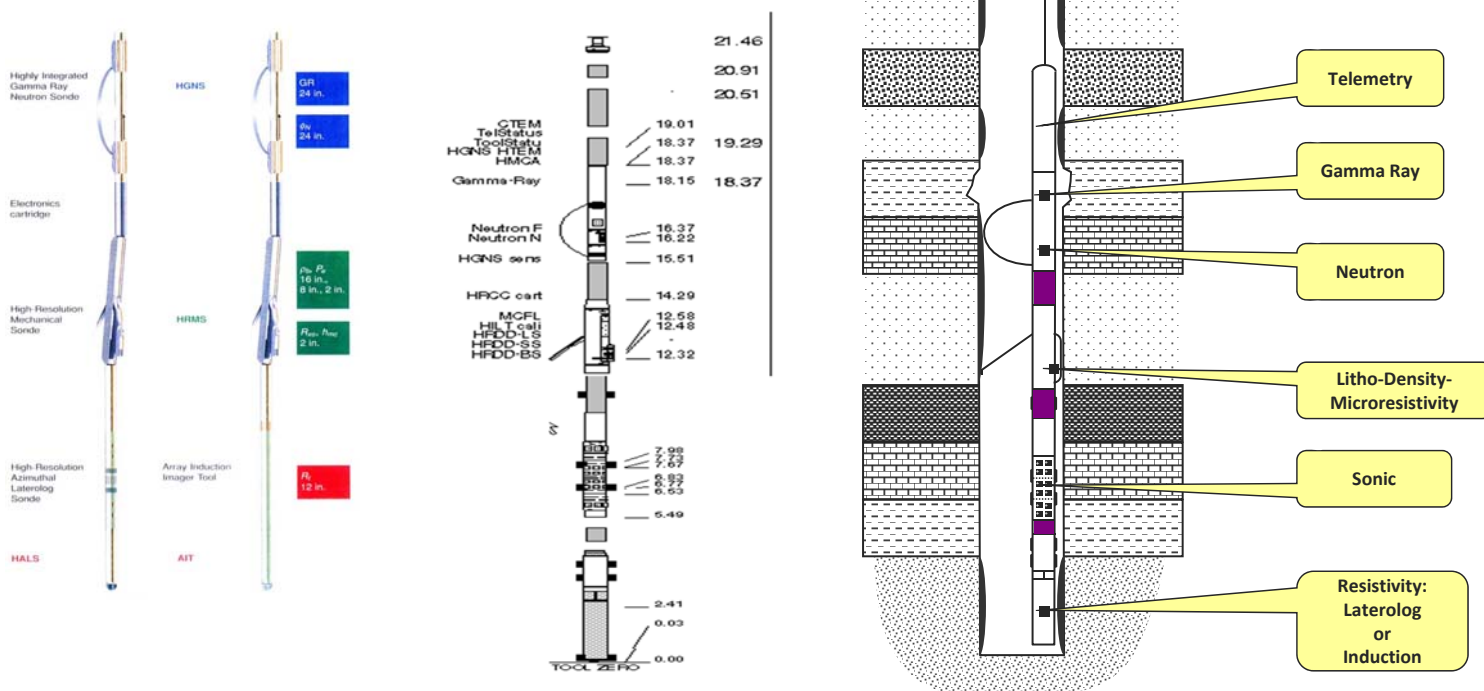 Highly Integrated
Gamma Ray
Neutron Sonde
HGNS
GR
24 in.
24 in.
Electronics
cartridge
16 in.,
8 in., 2 in.
High-Resolution
Mechanical
Sonde
HRMS
2 in.
High-Resolution
Azimuthal
Laterolog
Sonde
Array Induction
Imager Tool
12 in.
HALS
AIT
21.46
20.91
20.51
CTEM
19.01
TelStatus
ToolStatu
18.37
19.29
HGNS HTEM
HMCA
18.37
Gamma-Ray
18.15
18.37
Neutron F
16.37
Neutron N
16.22
HGNS sens
15.51
HRCC cart
14.29
MCFL
12.58
HILT cali
12.48
HRDD-LS
HRDD-SS
HRDD-BS
12.32
7.98
7.73
7.67
6.83
6.77
6.53
5.49
2.41
0.03
0.00
TOOL ZERO
Telemetry
Gamma Ray
Neutron
Litho-Density-
Microresistivity
Sonic
Resistivity:
Laterolog
or
Induction